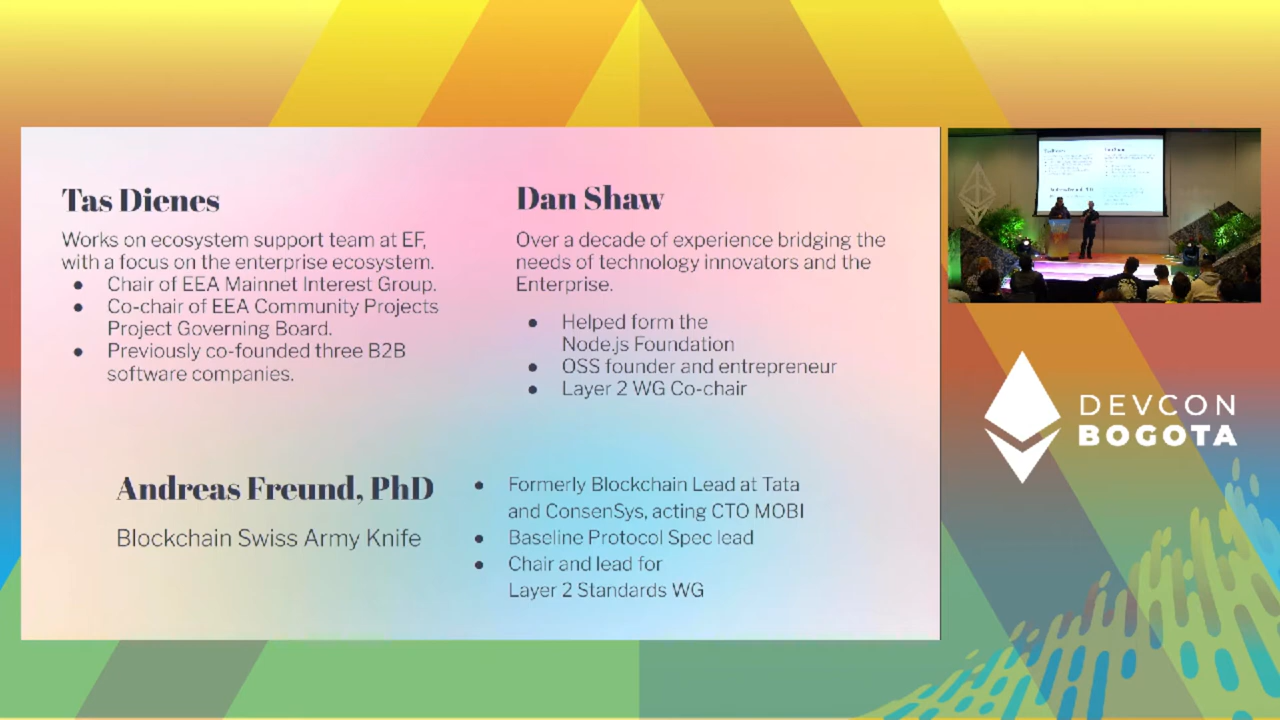 Tas Dienes
Works on ecosystem support team at EF,
with a focus on the enterprise ecosystem.
● Chair of EEA Mainnet Interest Group.
● Co-chair of EEA Community Projects
Project Governing Board.
● Previously co-founded three B2B
software companies.
Dan Shaw
Over a decade of experience bridging the
needs of technology innovators and the
Enterprise.
● Helped form the
Node.js Foundation
● OSS founder and entrepreneur
● Layer 2 WG Co-chair
Andreas Freund, PhD
Blockchain Swiss Army Knife
● Formerly Blockchain Lead at Tata
and ConsenSys, acting CTO MOBI
● Baseline Protocol Spec lead
● Chair and lead for
Layer 2 Standards WG
DEVCON
BOGOTA